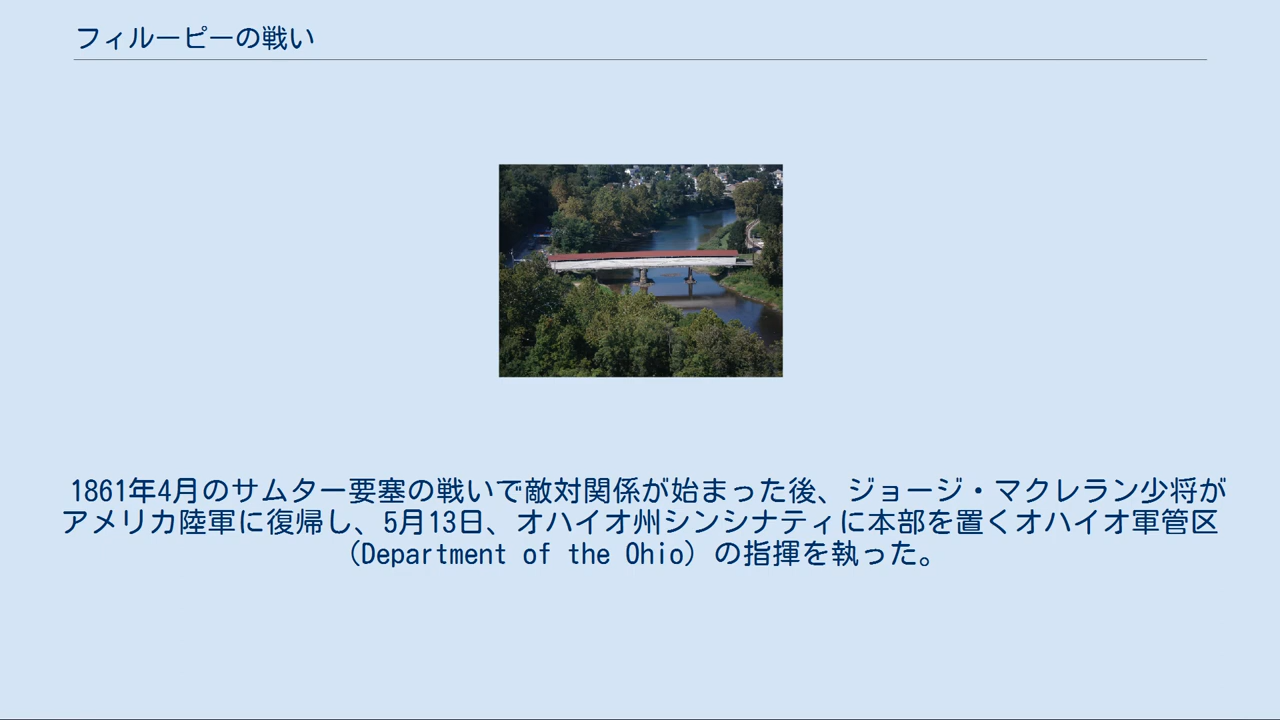 フィルーピーの戦い
1861年4月のサムター要塞の戦いで敵対関係が始まった後、ジョージ・マクレラン少将が
アメリカ陸軍に復帰し、5月13日、オハイオ州シンシナティに本部を置くオハイオ軍管区
（Department of the Ohio）の指揮を執った。